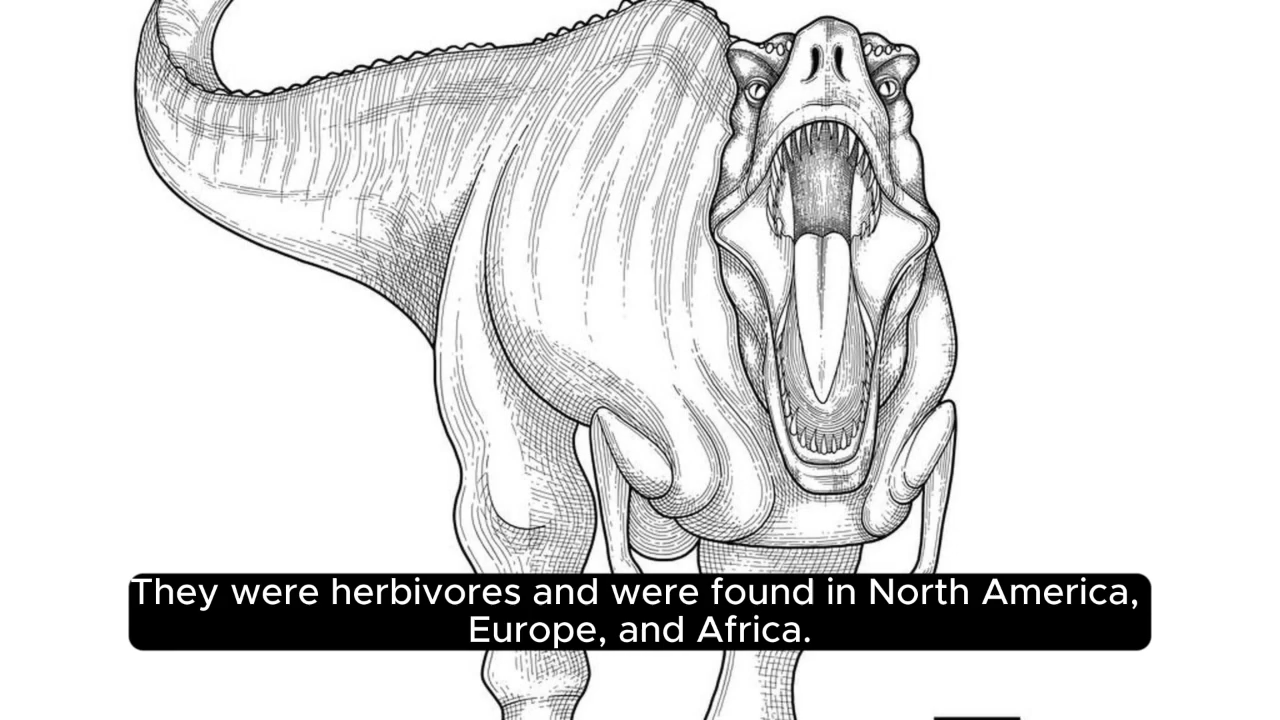 They were herbivores and were found in North America,
Europe, and Africa.